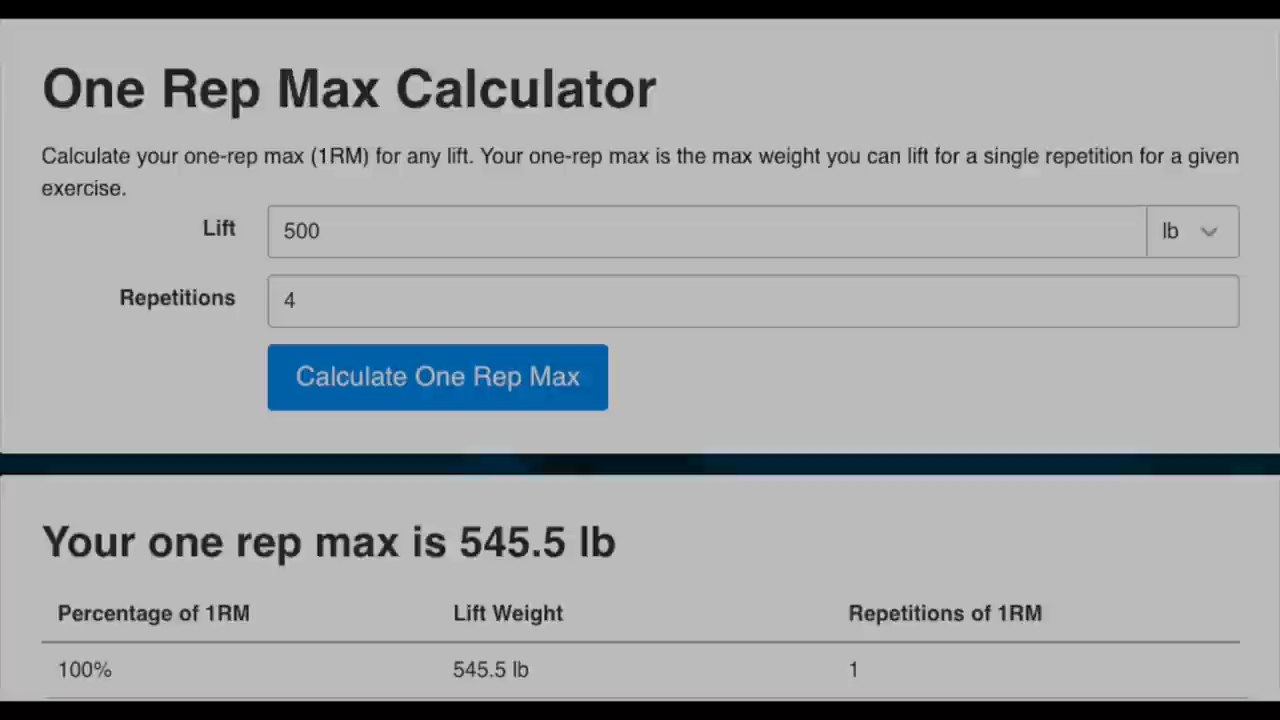 One Rep Max Calculator
Calculate your one-rep max (1RM) for any lift. Your one-rep max is the max weight you can lift for a single repetition for a given
exercise.
Lift 500 lb
Repetitions 4
Calculate One Rep Max
Your one rep max is 545.5 lb
Percentage of 1RM Lift Weight Repetitions of 1RM
100% 545.5 lb 1